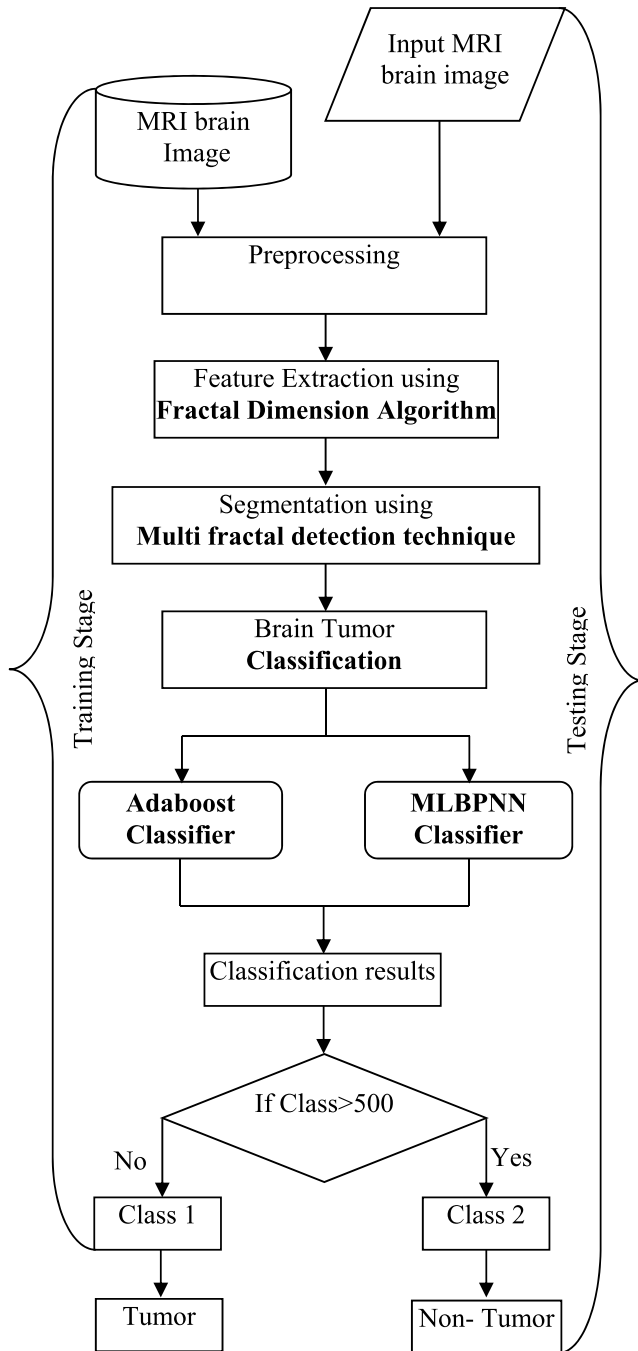 Input MRI
brain image
MRI brain
Image
Preprocessing
Feature Extraction using
Fractal Dimension Algorithm
Segmentation using
Multi fractal detection technique
Brain Tumor
Classification
Training Stage
Testing Stage
Adaboost
Classifier
MLBPNN
Classifier
Classification results
If Class>500
No
Yes
Class 1
Class 2
Tumor
Non- Tumor